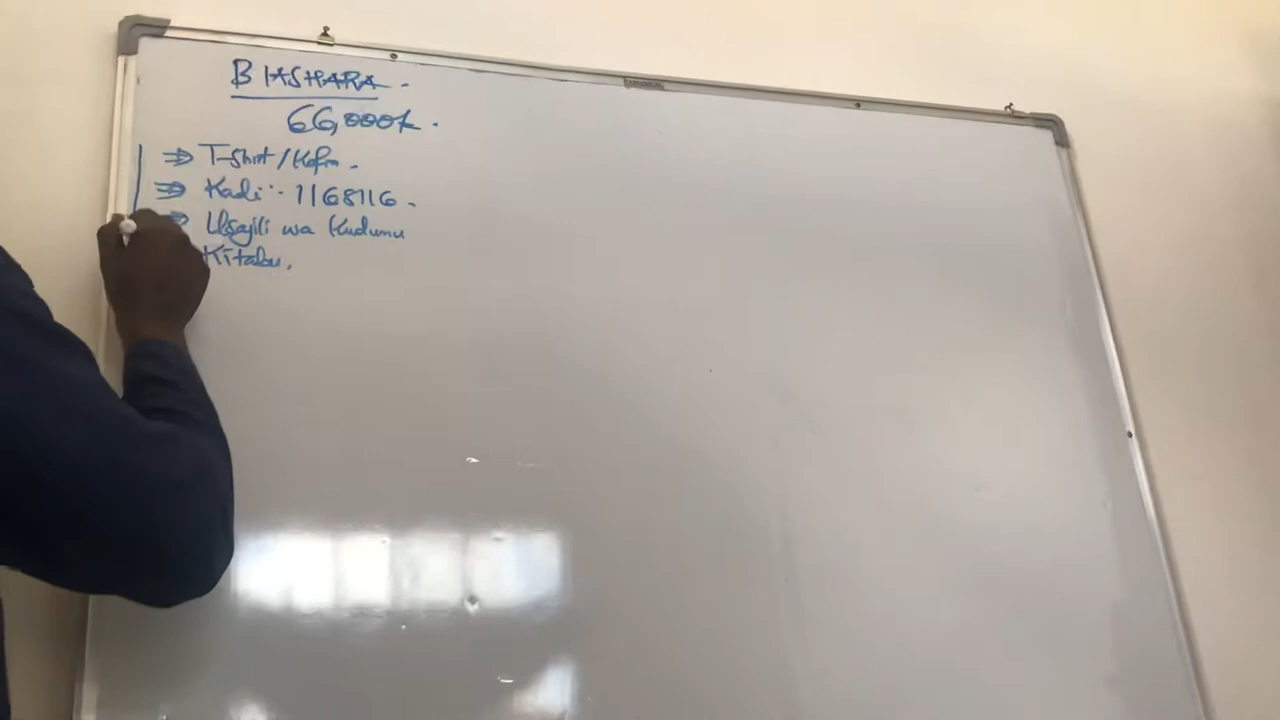 BIASHARA.
66,000/=.
⇒ T-Shirt/Kofia.
⇒ Kadi:- 1168116.
⇒ Usajili wa Kudumu
Kitabu.